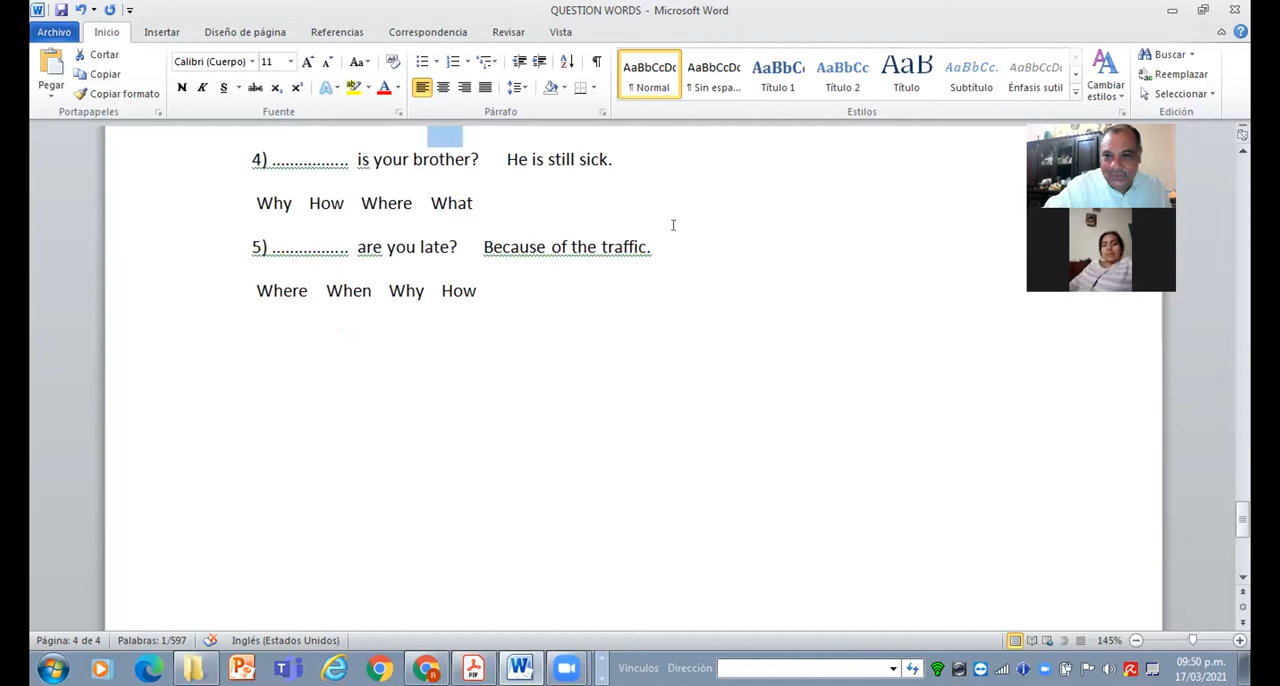 QUESTION WORDS - Microsoft Word
Archivo Inicio Insertar Diseño de página Referencias Correspondencia Revisar Vista
Pegar Cortar Copiar Copiar formato
Calibri (Cuerpo) 11
AaBbCcDc AaBbCcDc AaBbC AaBbCc AaB AaBbCc. AaBbCcDc
¶ Normal ¶ Sin espa... Título 1 Título 2 Título Subtítulo Énfasis sutil
Cambiar estilos
Buscar
Reemplazar
Seleccionar
Portapapeles Fuente Párrafo Estilos Edición
4) ................. is your brother? He is still sick.
Why How Where What
5) ................. are you late? Because of the traffic.
Where When Why How
Página: 4 de 4 Palabras: 1/597 Inglés (Estados Unidos) 145%
Vínculos Dirección
09:50 p.m.
17/03/2021